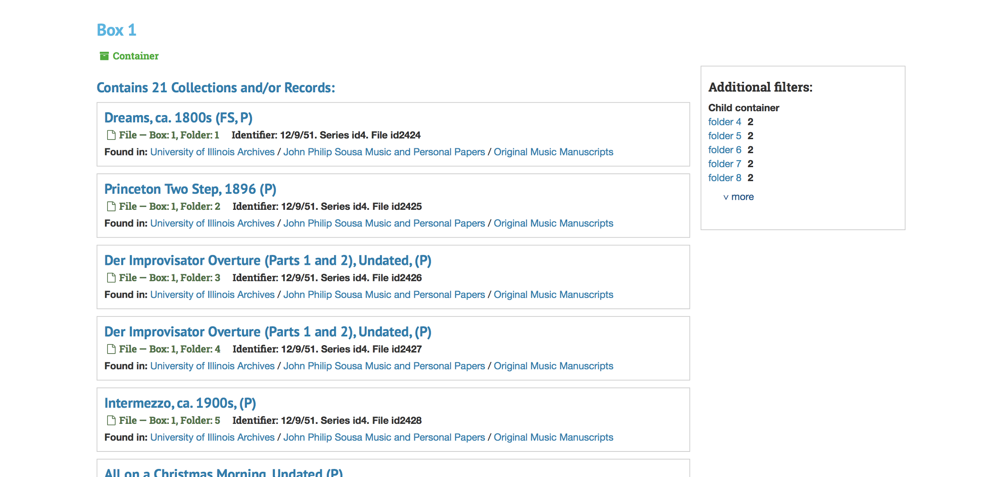 Box 1
Container
Contains 21 Collections and/or Records:
Dreams, ca. 1800s (FS, P)
File — Box: 1, Folder: 1 Identifier: 12/9/51. Series id4. File id2424
Found in: University of Illinois Archives / John Philip Sousa Music and Personal Papers / Original Music Manuscripts
Princeton Two Step, 1896 (P)
File — Box: 1, Folder: 2 Identifier: 12/9/51. Series id4. File id2425
Found in: University of Illinois Archives / John Philip Sousa Music and Personal Papers / Original Music Manuscripts
Der Improvisator Overture (Parts 1 and 2), Undated, (P)
File — Box: 1, Folder: 3 Identifier: 12/9/51. Series id4. File id2426
Found in: University of Illinois Archives / John Philip Sousa Music and Personal Papers / Original Music Manuscripts
Der Improvisator Overture (Parts 1 and 2), Undated, (P)
File — Box: 1, Folder: 4 Identifier: 12/9/51. Series id4. File id2427
Found in: University of Illinois Archives / John Philip Sousa Music and Personal Papers / Original Music Manuscripts
Intermezzo, ca. 1900s, (P)
File — Box: 1, Folder: 5 Identifier: 12/9/51. Series id4. File id2428
Found in: University of Illinois Archives / John Philip Sousa Music and Personal Papers / Original Music Manuscripts
All on a Christmas Morning, Undated (P)
Additional filters:
Child container
folder 4 2
folder 5 2
folder 6 2
folder 7 2
folder 8 2
∨ more